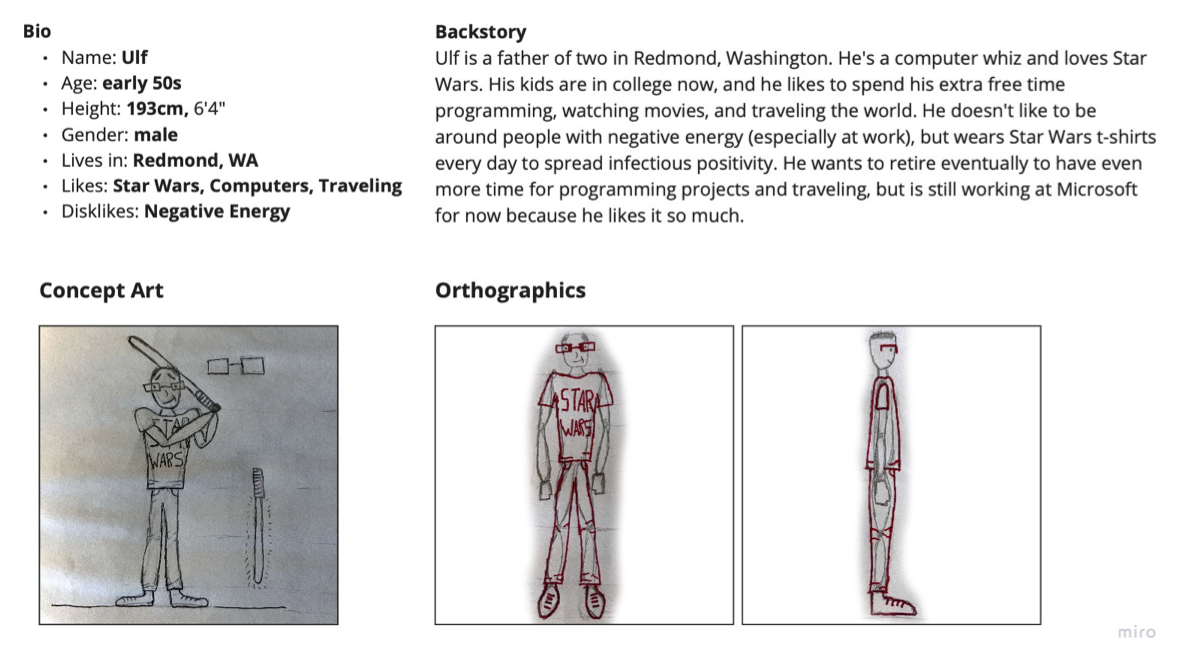 Bio
• Name: Ulf
• Age: early 50s
• Height: 193cm, 6'4"
• Gender: male
• Lives in: Redmond, WA
• Likes: Star Wars, Computers, Traveling
• Disklikes: Negative Energy
Backstory
Ulf is a father of two in Redmond, Washington. He's a computer whiz and loves Star
Wars. His kids are in college now, and he likes to spend his extra free time
programming, watching movies, and traveling the world. He doesn't like to be
around people with negative energy (especially at work), but wears Star Wars t-shirts
every day to spread infectious positivity. He wants to retire eventually to have even
more time for programming projects and traveling, but is still working at Microsoft
for now because he likes it so much.
Concept Art
STAR
WARS
Orthographics
STAR
WARS
miro